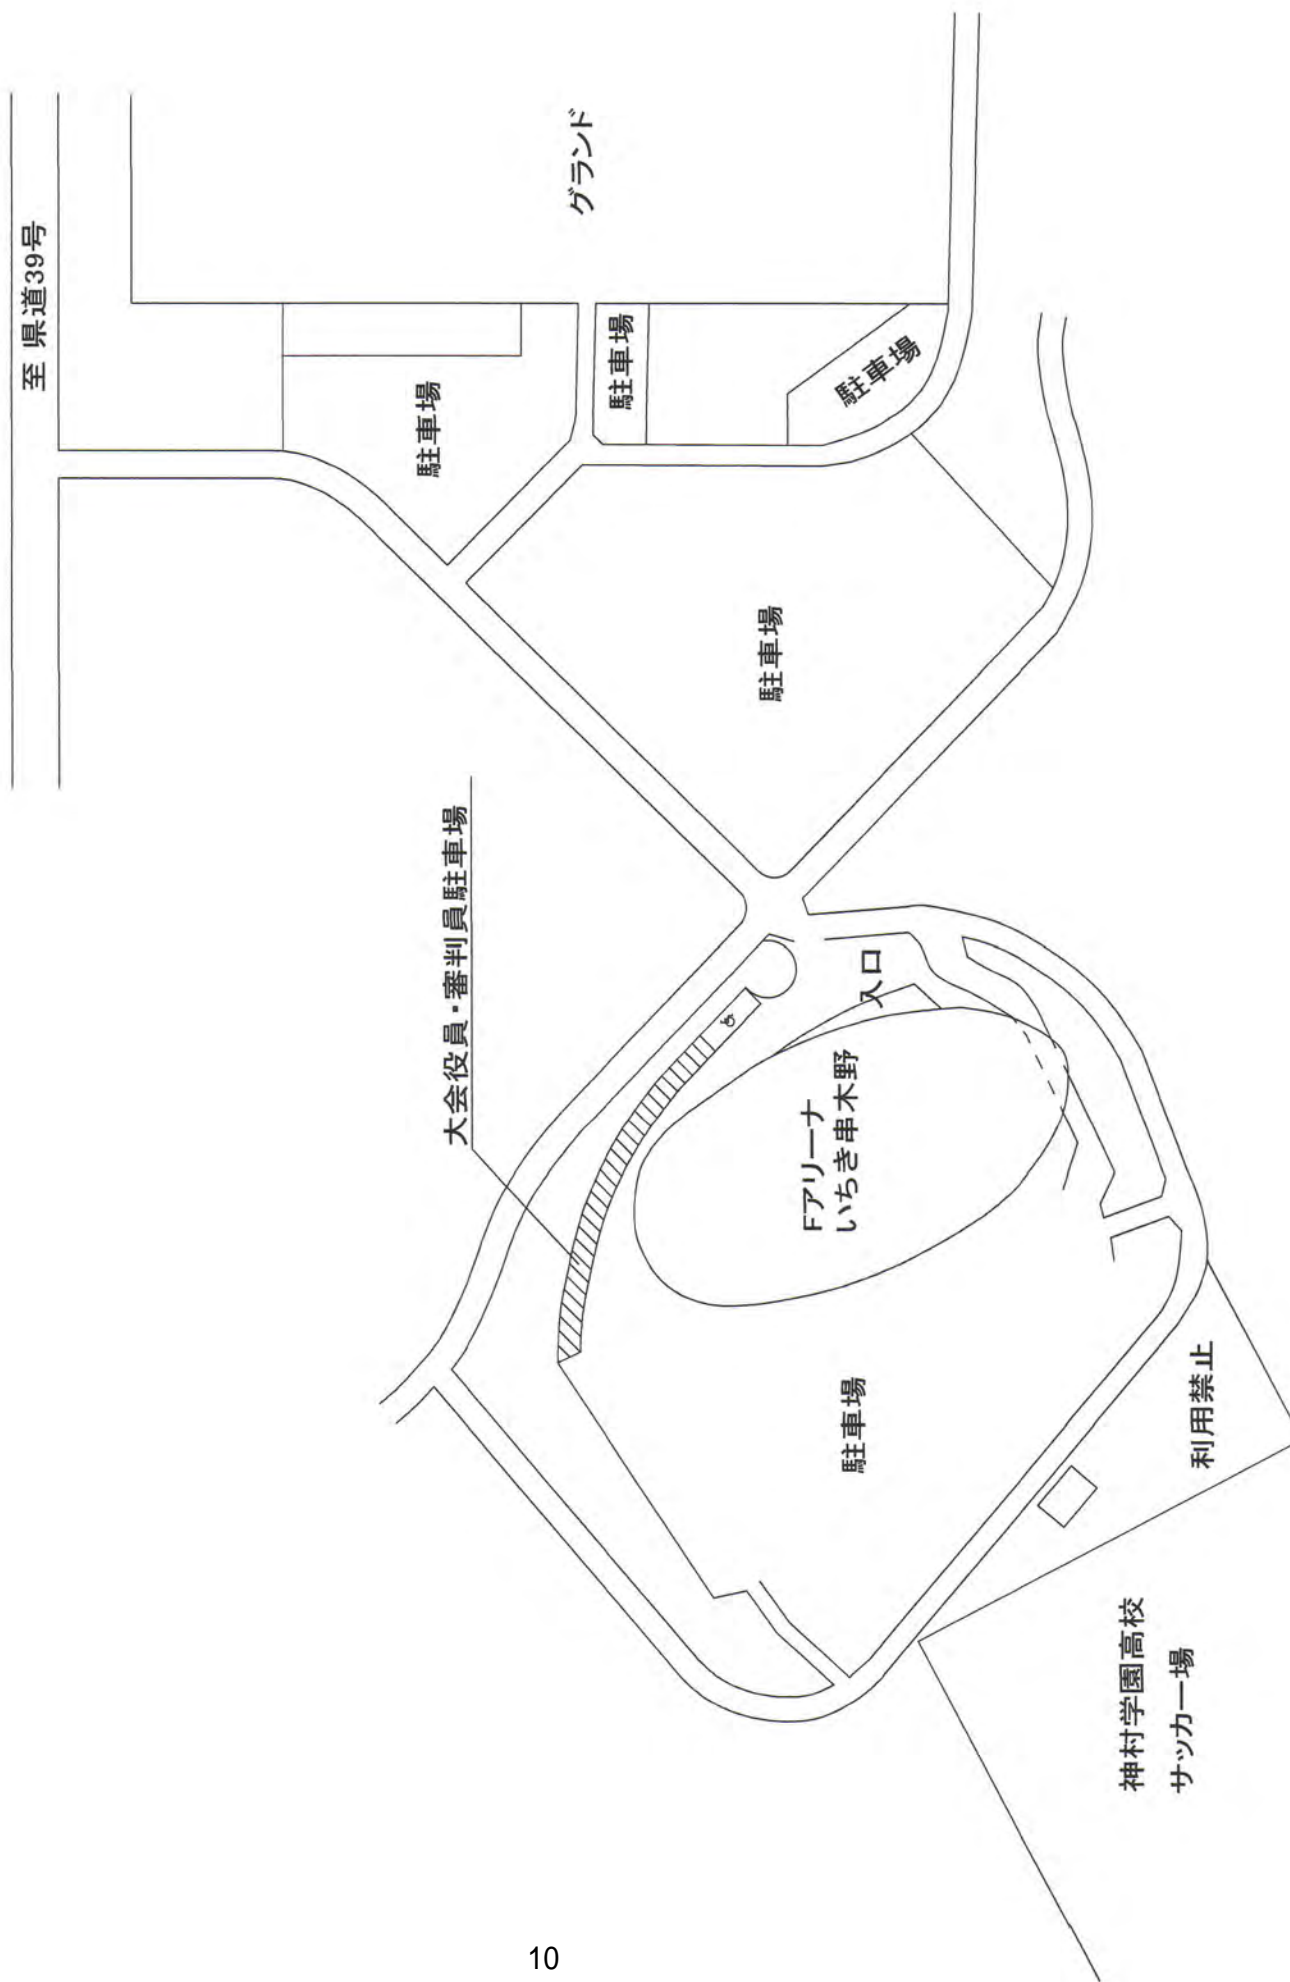 至 県道39号
グランド
駐車場
駐車場
駐車場
駐車場
大会役員・審判員駐車場
入口
Fアリーナ
いちき串木野
駐車場
利用禁止
神村学園高校
サッカー場
10